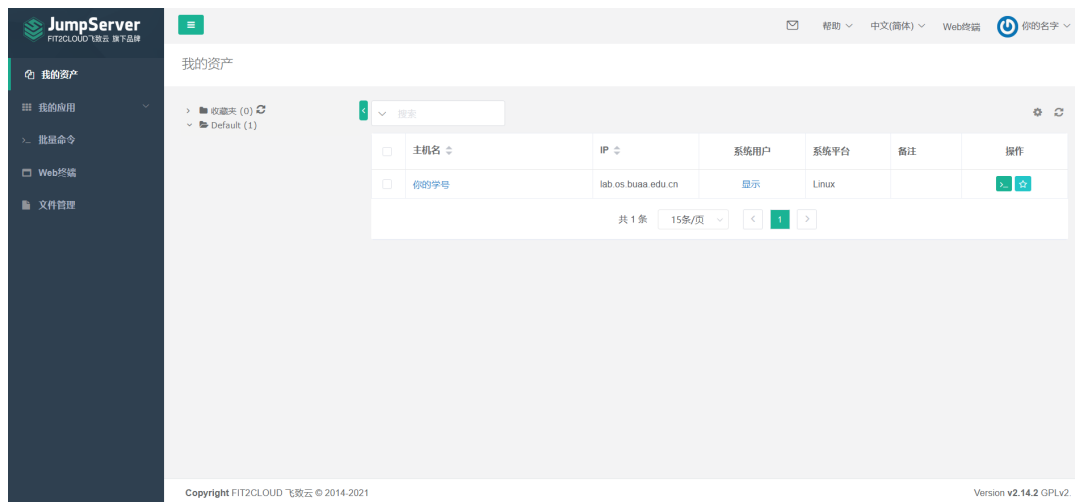 JumpServer
FIT2CLOUD飞致云 旗下品牌
帮助 中文(简体) Web终端 你的名字
我的资产
我的应用
批量命令
Web终端
文件管理
我的资产
收藏夹 (0)
Default (1)
搜索
主机名 IP 系统用户 系统平台 备注 操作
你的学号 lab.os.buaa.edu.cn 显示 Linux
共 1 条 15条/页 < 1 >
Copyright FIT2CLOUD 飞致云 © 2014-2021
Version v2.14.2 GPLv2